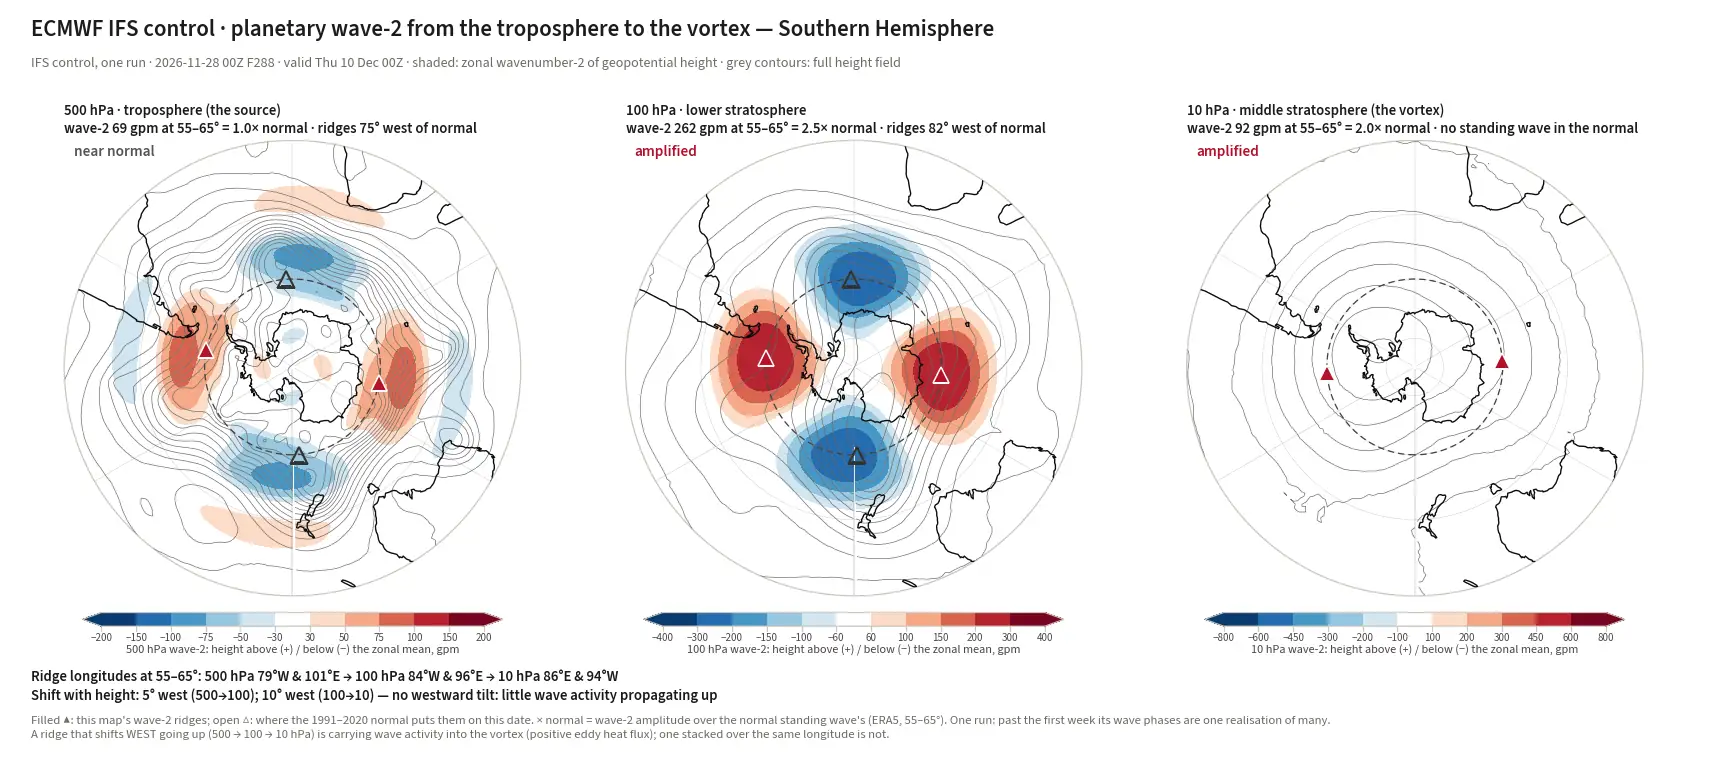 ECMWF IFS control · planetary wave-2 from the troposphere to the vortex — Southern Hemisphere
IFS control, one run · 2026-11-28 00Z F288 · valid Thu 10 Dec 00Z · shaded: zonal wavenumber-2 of geopotential height · grey contours: full height field
500 hPa · troposphere (the source)
wave-2 69 gpm at 55–65° = 1.0× normal · ridges 75° west of normal
near normal
100 hPa · lower stratosphere
wave-2 262 gpm at 55–65° = 2.5× normal · ridges 82° west of normal
amplified
10 hPa · middle stratosphere (the vortex)
wave-2 92 gpm at 55–65° = 2.0× normal · no standing wave in the normal
amplified
−200 −150 −100 −75 −50 −30 30 50 75 100 150 200
500 hPa wave-2: height above (+) / below (−) the zonal mean, gpm
−400 −300 −200 −150 −100 −60 60 100 150 200 300 400
100 hPa wave-2: height above (+) / below (−) the zonal mean, gpm
−800 −600 −450 −300 −200 −100 100 200 300 450 600 800
10 hPa wave-2: height above (+) / below (−) the zonal mean, gpm
Ridge longitudes at 55–65°: 500 hPa 79°W & 101°E → 100 hPa 84°W & 96°E → 10 hPa 86°E & 94°W
Shift with height: 5° west (500→100); 10° west (100→10) — no westward tilt: little wave activity propagating up
Filled ▲: this map's wave-2 ridges; open △: where the 1991–2020 normal puts them on this date. × normal = wave-2 amplitude over the normal standing wave's (ERA5, 55–65°). One run: past the first week its wave phases are one realisation of many.
A ridge that shifts WEST going up (500 → 100 → 10 hPa) is carrying wave activity into the vortex (positive eddy heat flux); one stacked over the same longitude is not.